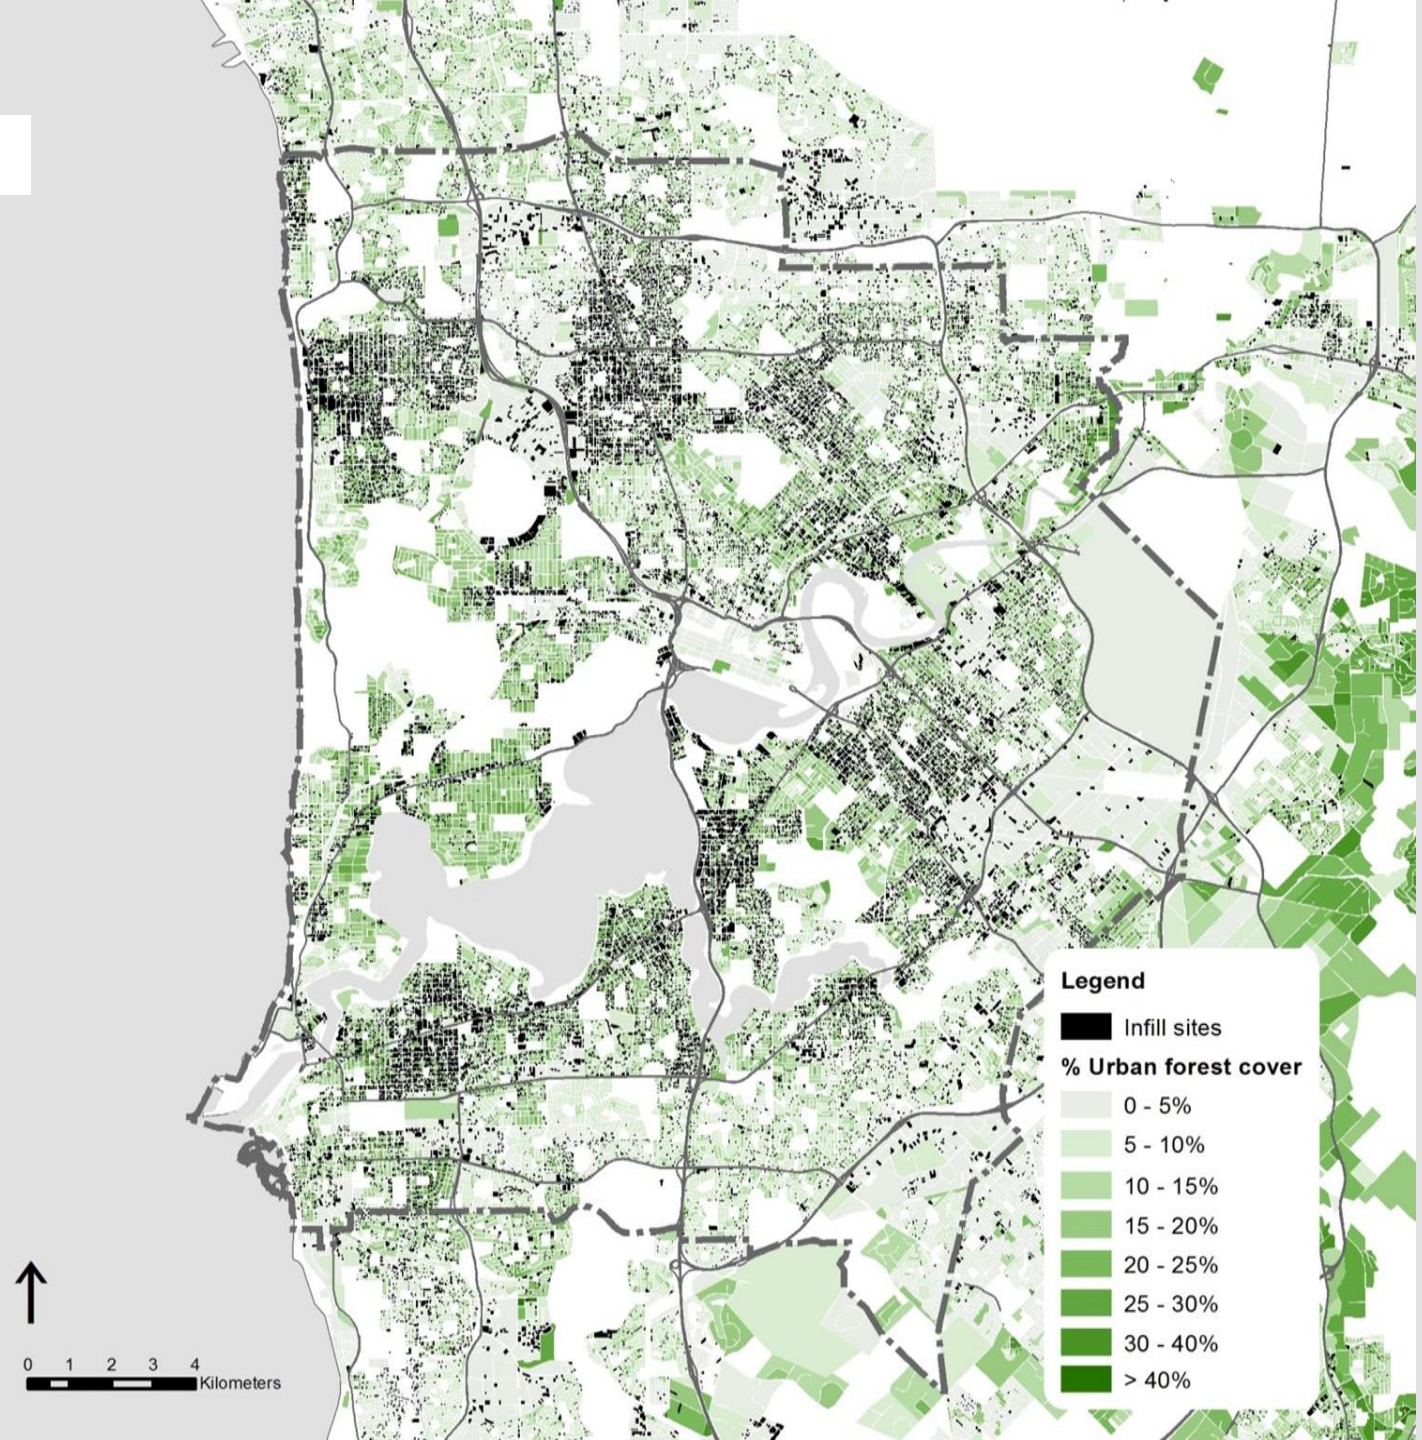 Legend
Infill sites
% Urban forest cover
0 - 5%
5 - 10%
10 - 15%
15 - 20%
20 - 25%
25 - 30%
30 - 40%
> 40%
0 1 2 3 4
Kilometers